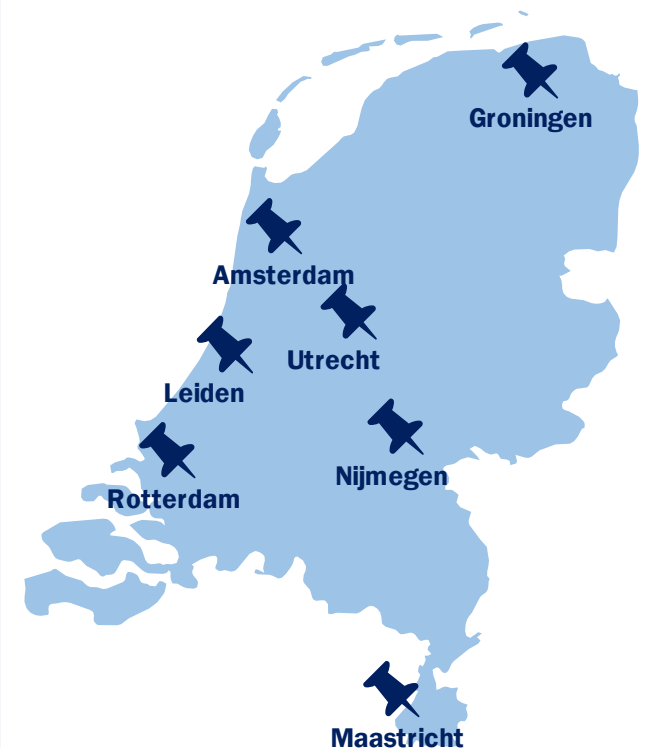 Groningen
Amsterdam
Utrecht
Leiden
Nijmegen
Rotterdam
Maastricht